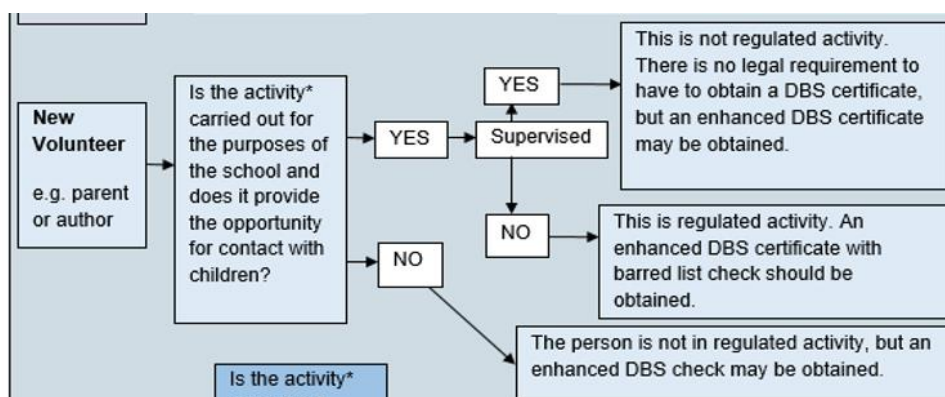 New
Volunteer
e.g. parent
or author
Is the activity*
carried out for
the purposes of
the school and
does it provide
the opportunity
for contact with
children?
YES
Supervised
YES
This is not regulated activity.
There is no legal requirement to
have to obtain a DBS certificate,
but an enhanced DBS certificate
may be obtained.
NO
This is regulated activity. An
enhanced DBS certificate with
barred list check should be
obtained.
NO
The person is not in regulated activity, but an
enhanced DBS check may be obtained.
Is the activity*